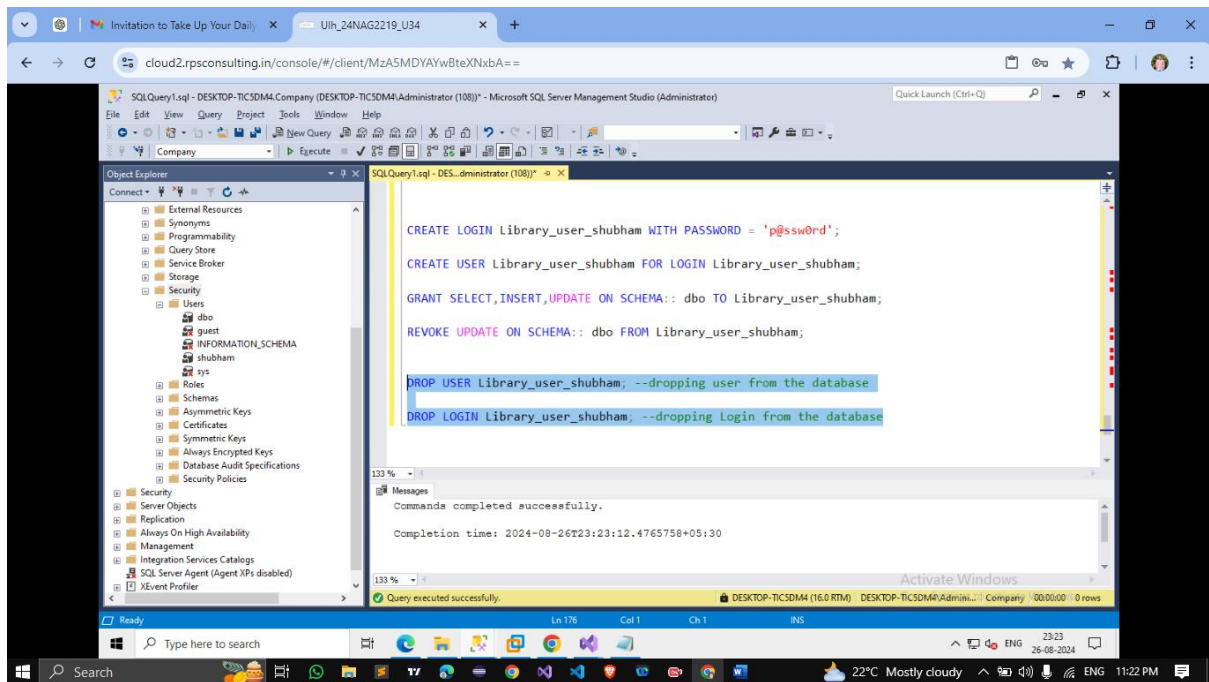 Invitation to Take Up Your Daily
Ulh_24NAG2219_U34
cloud2.rpsconsulting.in/console/#/client/MzA5MDYAYwBteXNxbA==
SQLQuery1.sql - DESKTOP-TIC5DM4.Company (DESKTOP-TIC5DM4\Administrator (108))* - Microsoft SQL Server Management Studio (Administrator)
Quick Launch (Ctrl+Q)
File Edit View Query Project Tools Window Help
New Query
Company
Execute
Object Explorer
SQLQuery1.sql - DES...dministrator (108))*
Connect
External Resources
Synonyms
Programmability
Query Store
Service Broker
Storage
Security
Users
dbo
guest
INFORMATION_SCHEMA
shubham
sys
Roles
Schemas
Asymmetric Keys
Certificates
Symmetric Keys
Always Encrypted Keys
Database Audit Specifications
Security Policies
Security
Server Objects
Replication
Always On High Availability
Management
Integration Services Catalogs
SQL Server Agent (Agent XPs disabled)
XEvent Profiler
CREATE LOGIN Library_user_shubham WITH PASSWORD = 'p@ssw0rd';
CREATE USER Library_user_shubham FOR LOGIN Library_user_shubham;
GRANT SELECT,INSERT,UPDATE ON SCHEMA:: dbo TO Library_user_shubham;
REVOKE UPDATE ON SCHEMA:: dbo FROM Library_user_shubham;
DROP USER Library_user_shubham; --dropping user from the database
DROP LOGIN Library_user_shubham; --dropping Login from the database
133 %
Messages
Commands completed successfully.
Completion time: 2024-08-26T23:23:12.4765758+05:30
133 %
Activate Windows
Query executed successfully.
DESKTOP-TIC5DM4 (16.0 RTM) DESKTOP-TIC5DM4\Admini... Company 00:00:00 0 rows
Ready
Ln 176 Col 1 Ch 1 INS
Type here to search
ENG 23:23
26-08-2024
Search
22°C Mostly cloudy ENG 11:22 PM